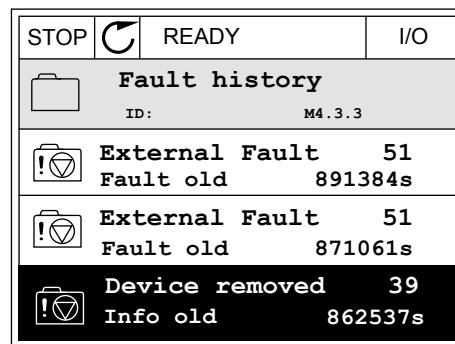 STOP READY I/O
Fault history
ID: M4.3.3
External Fault 51
Fault old 891384s
External Fault 51
Fault old 871061s
Device removed 39
Info old 862537s